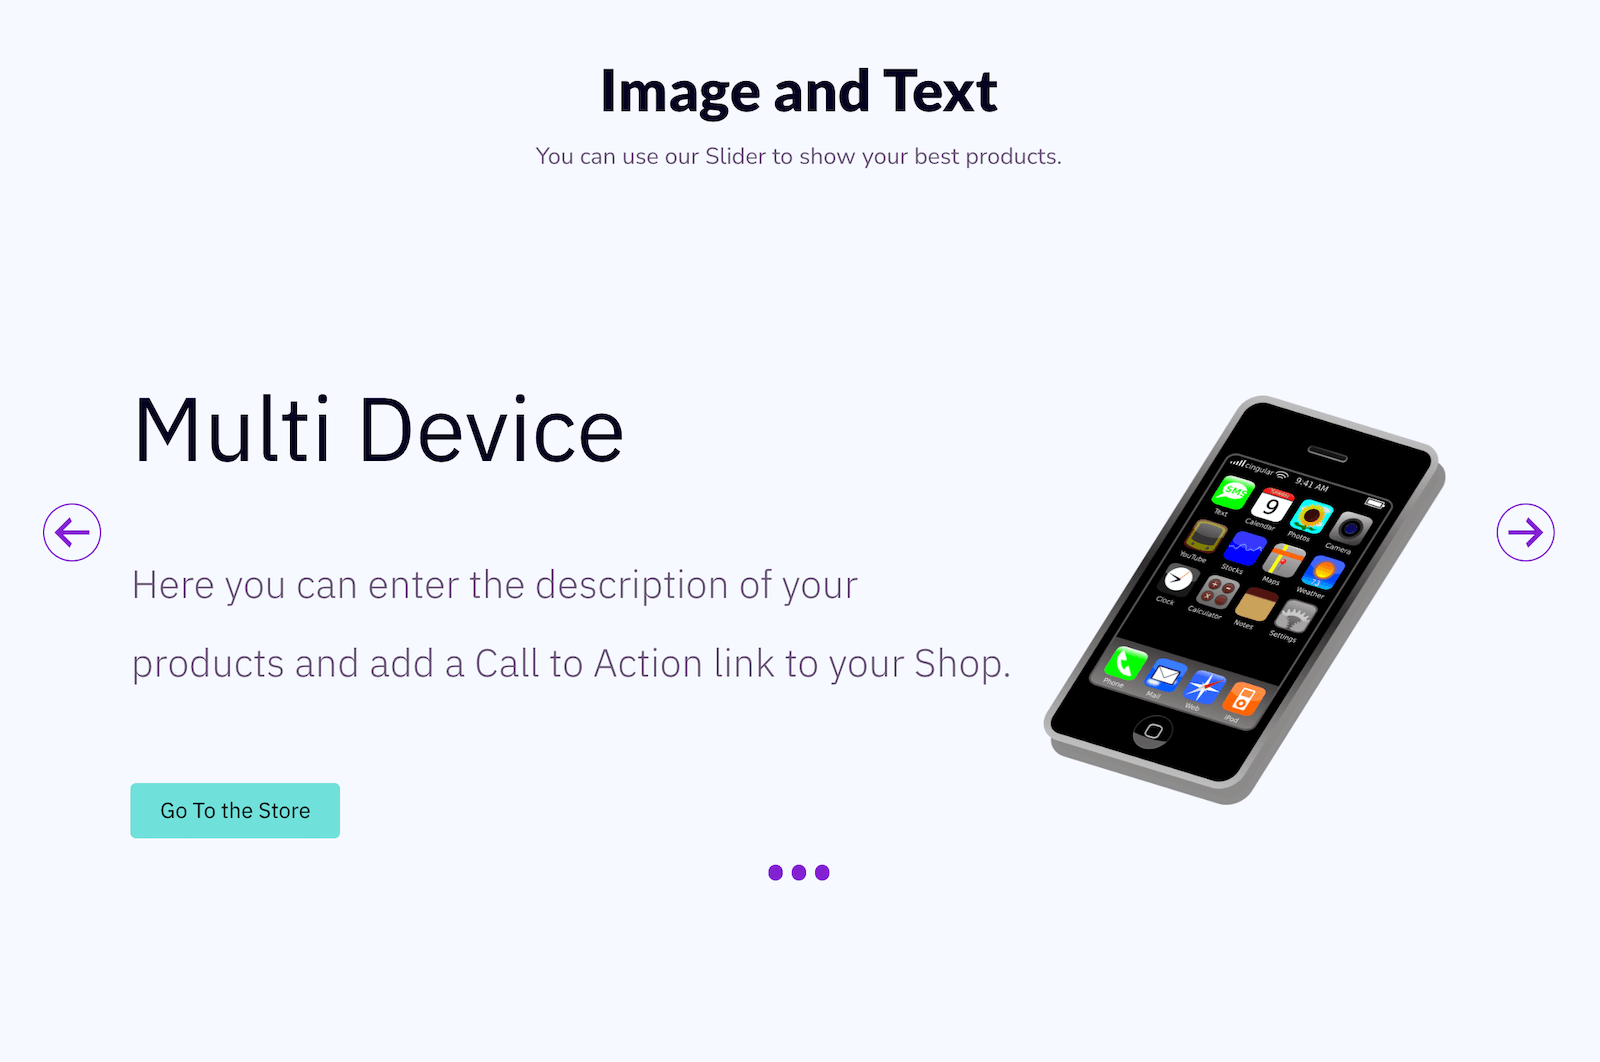 Image and Text
You can use our Slider to show your best products.
Multi Device
Here you can enter the description of your
products and add a Call to Action link to your Shop.
Go To the Store
cingular 9:41 AM
SMS
9
Text Calendar Photos Camera
73
YouTube Stocks Maps Weather
Clock Calculator Notes Settings
Phone Mail Web iPod